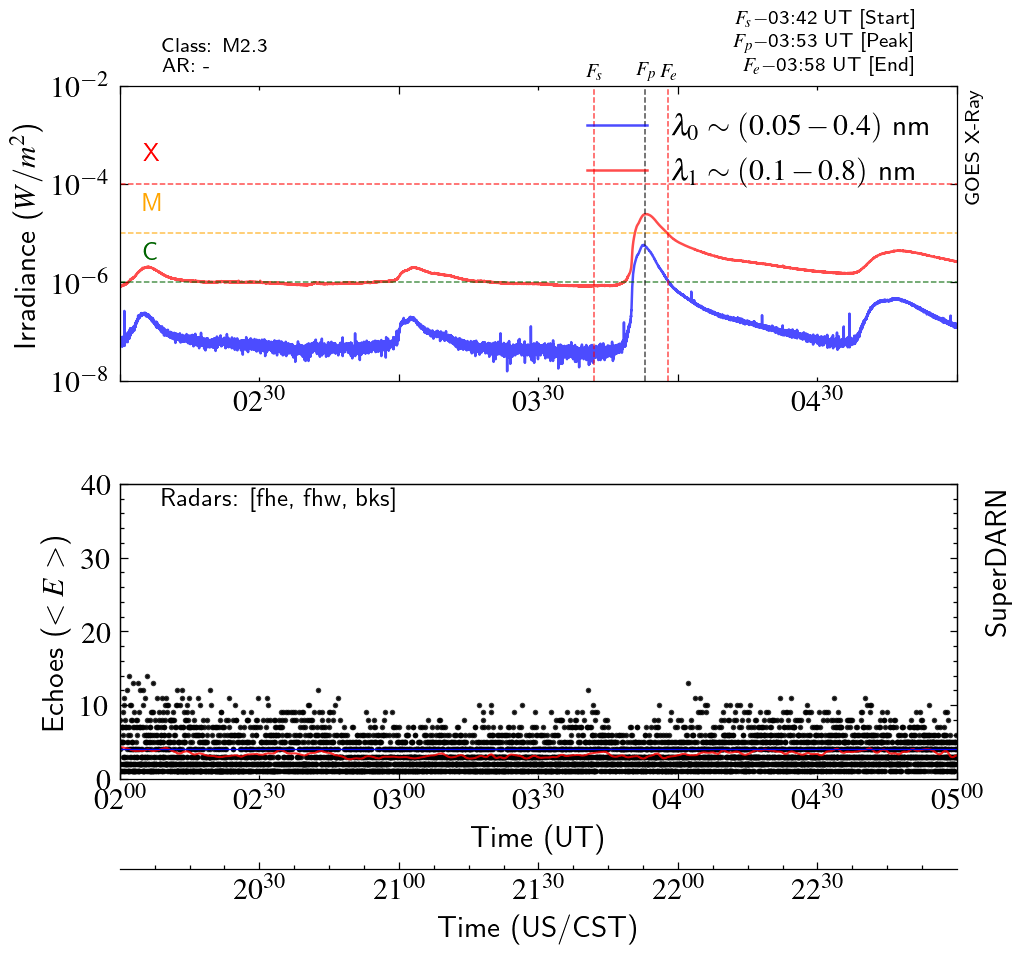 F_s−03:42 UT [Start]
Class: M2.3
F_p−03:53 UT [Peak]
AR: -
F_e−03:58 UT [End]
F_s F_p F_e
10^−2
λ_0 ∼ (0.05 − 0.4) nm
X
λ_1 ∼ (0.1 − 0.8) nm
10^−4
M
C
10^−6
10^−8
Irradiance (W/m^2)
GOES X-Ray
02^30 03^30 04^30
40
Radars: [fhe, fhw, bks]
30
20
10
0
Echoes (< E >)
SuperDARN
02^00 02^30 03^00 03^30 04^00 04^30 05^00
Time (UT)
20^30 21^00 21^30 22^00 22^30
Time (US/CST)